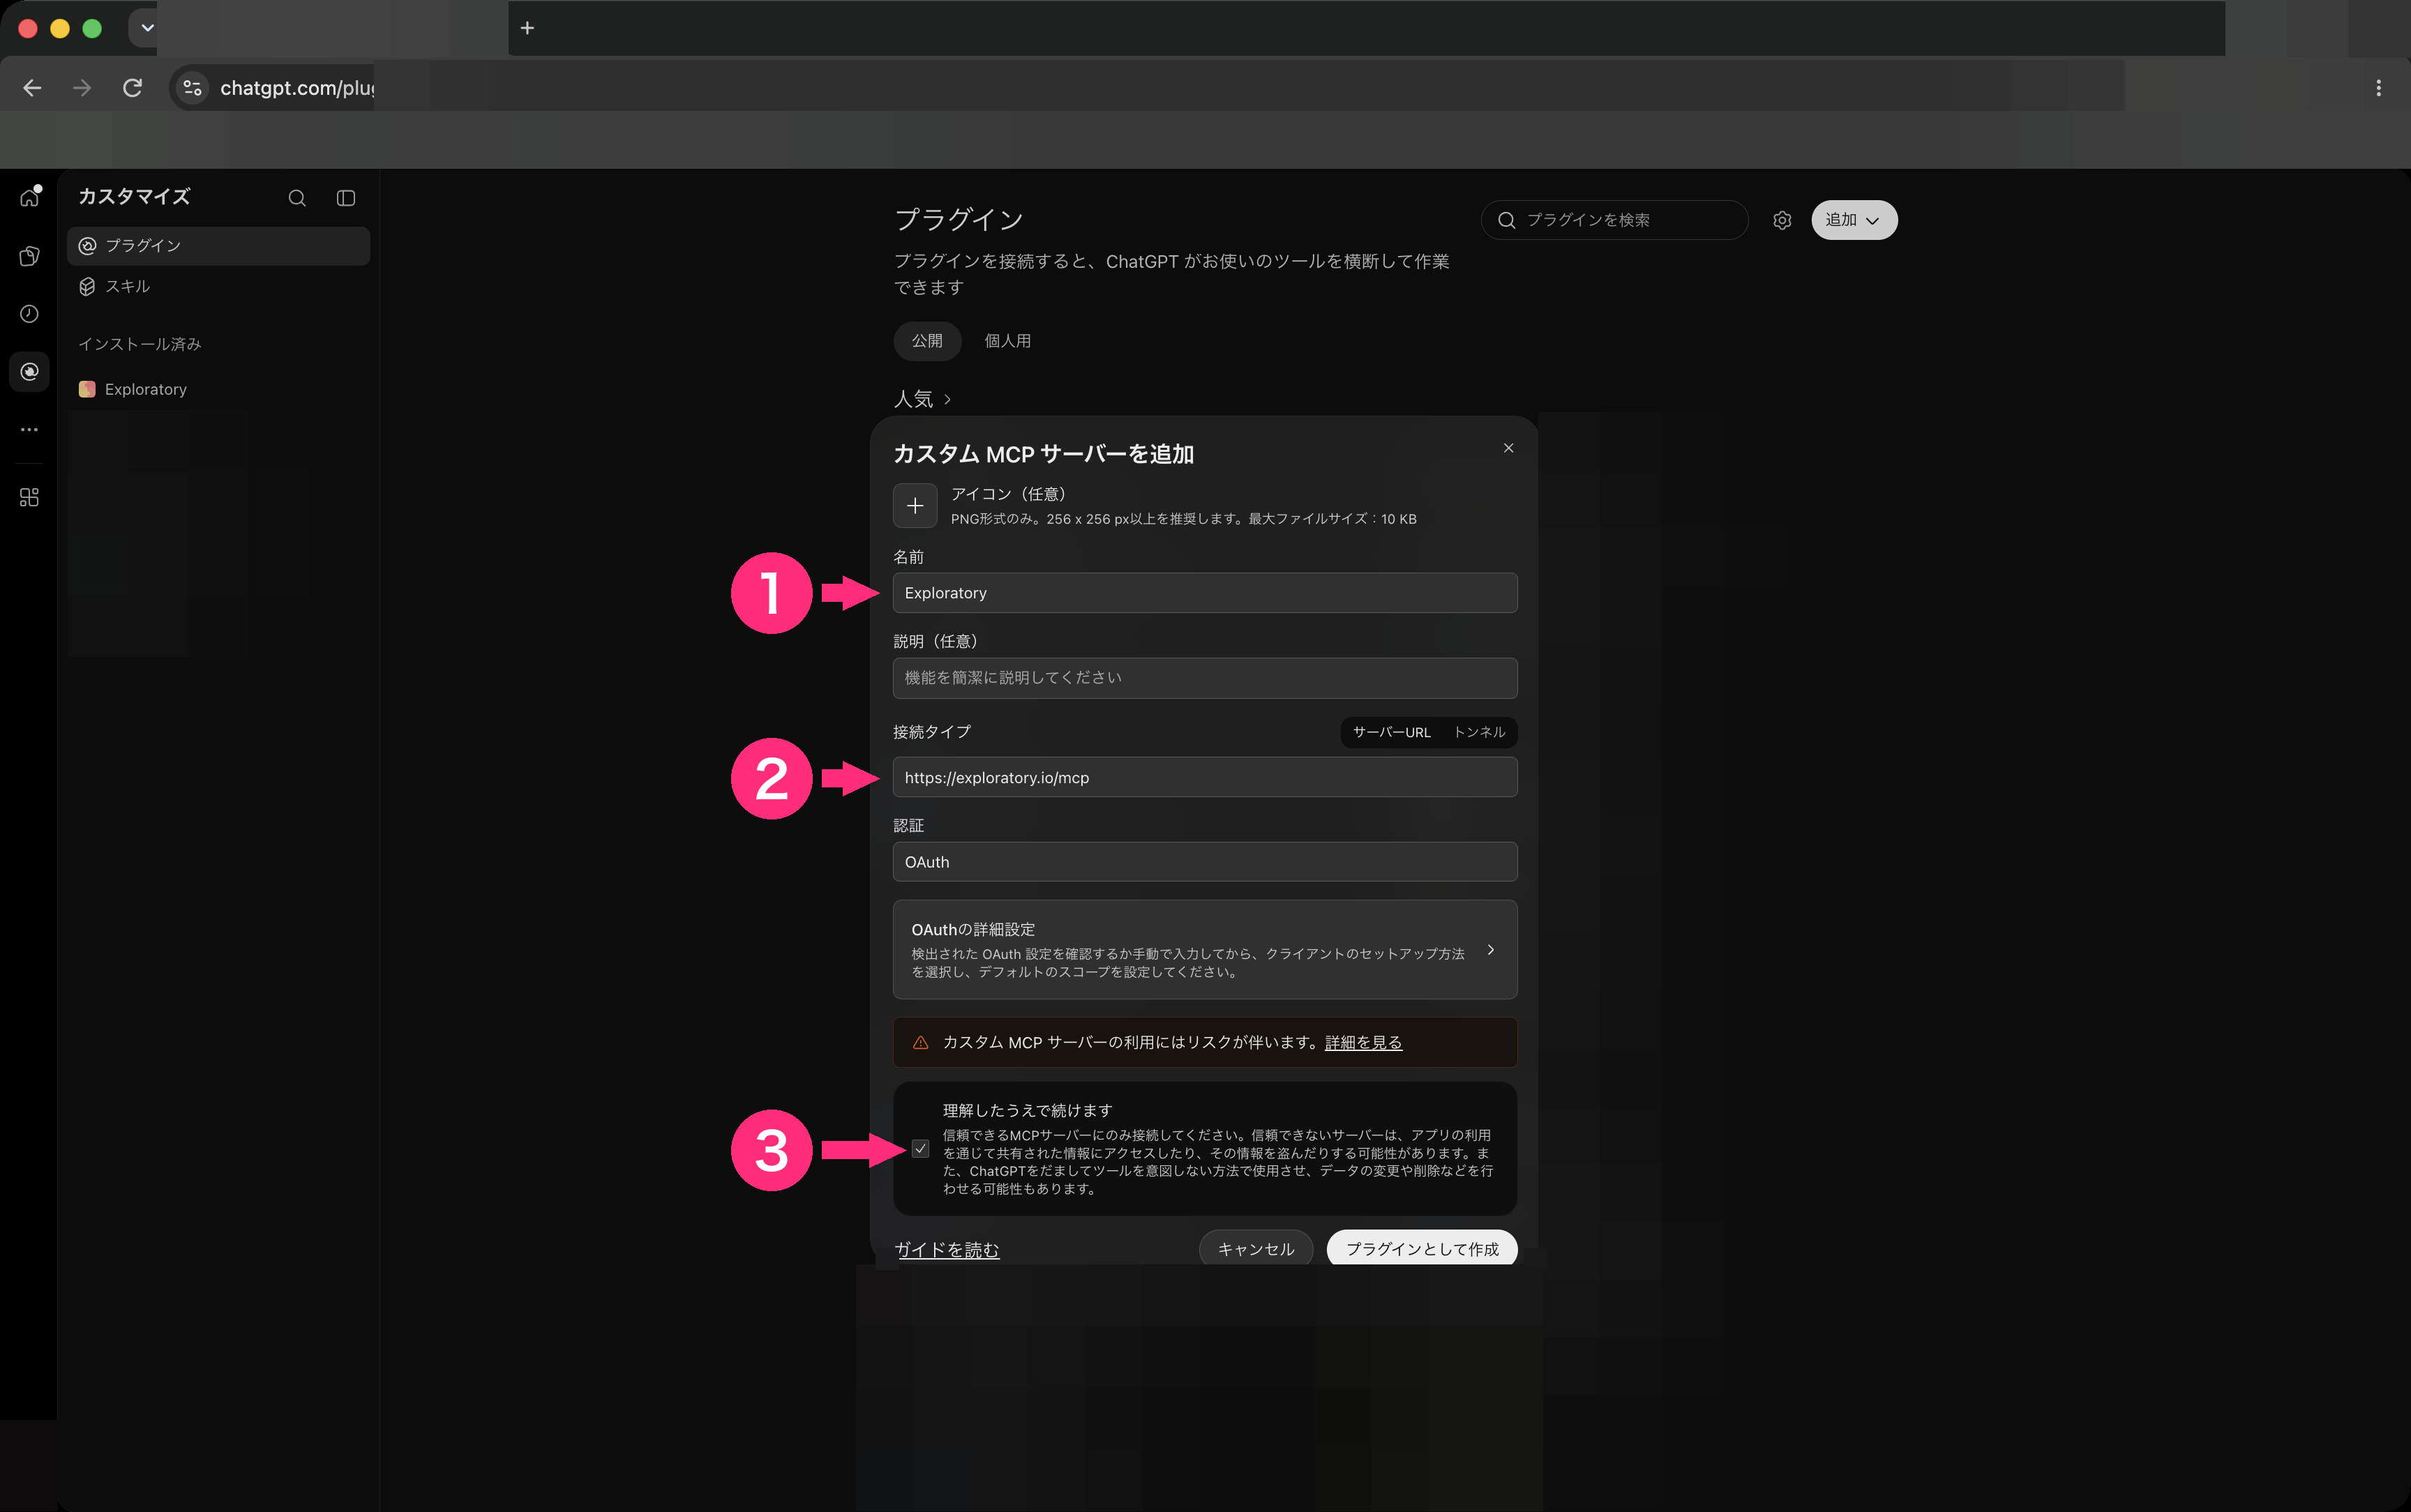 chatgpt.com/plug
カスタマイズ
プラグイン
スキル
インストール済み
Exploratory
プラグイン
プラグインを検索
追加
プラグインを接続すると、ChatGPT がお使いのツールを横断して作業
できます
公開 個人用
人気
カスタム MCP サーバーを追加
アイコン（任意）
PNG形式のみ。256 x 256 px以上を推奨します。最大ファイルサイズ：10 KB
名前
1
Exploratory
説明（任意）
機能を簡潔に説明してください
接続タイプ
サーバーURL トンネル
2
https://exploratory.io/mcp
認証
OAuth
OAuthの詳細設定
検出された OAuth 設定を確認するか手動で入力してから、クライアントのセットアップ方法
を選択し、デフォルトのスコープを設定してください。
カスタム MCP サーバーの利用にはリスクが伴います。詳細を見る
3
理解したうえで続けます
信頼できるMCPサーバーにのみ接続してください。信頼できないサーバーは、アプリの利用
を通じて共有された情報にアクセスしたり、その情報を盗んだりする可能性があります。ま
た、ChatGPTをだましてツールを意図しない方法で使用させ、データの変更や削除などを行
わせる可能性もあります。
ガイドを読む
キャンセル
プラグインとして作成